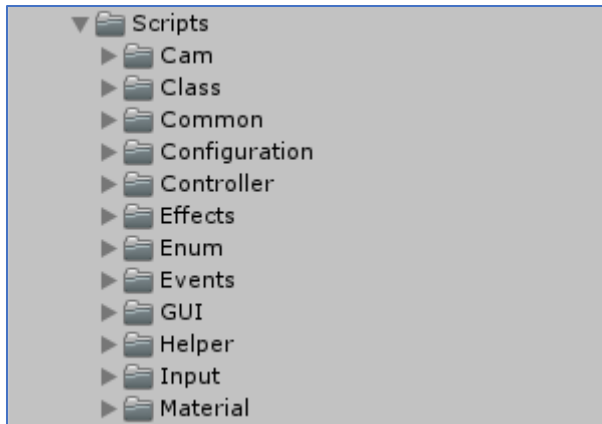 Scripts
Cam
Class
Common
Configuration
Controller
Effects
Enum
Events
GUI
Helper
Input
Material